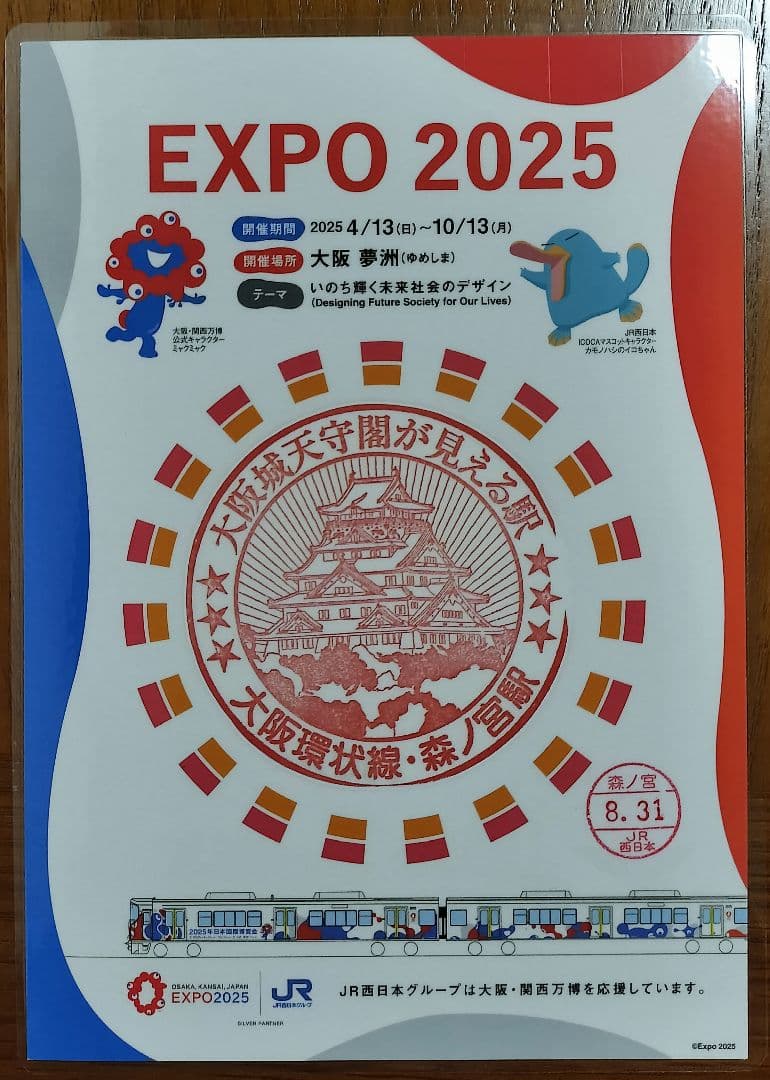 EXPO 2025
開催期間 2025 4/13(日)～10/13(月)
開催場所 大阪 夢洲(ゆめしま)
テーマ いのち輝く未来社会のデザイン
(Designing Future Society for Our Lives)
大阪・関西万博
公式キャラクター
ミャクミャク
JR西日本
ICOCAマスコットキャラクター
カモノハシのイコちゃん
大阪城天守閣が見える駅
大阪環状線・森ノ宮駅
森ノ宮
8.31
JR
西日本
2025年日本国際博覧会
OSAKA, KANSAI, JAPAN
EXPO2025
JR
JR西日本グループ
SILVER PARTNER
JR西日本グループは大阪・関西万博を応援しています。
©Expo 2025